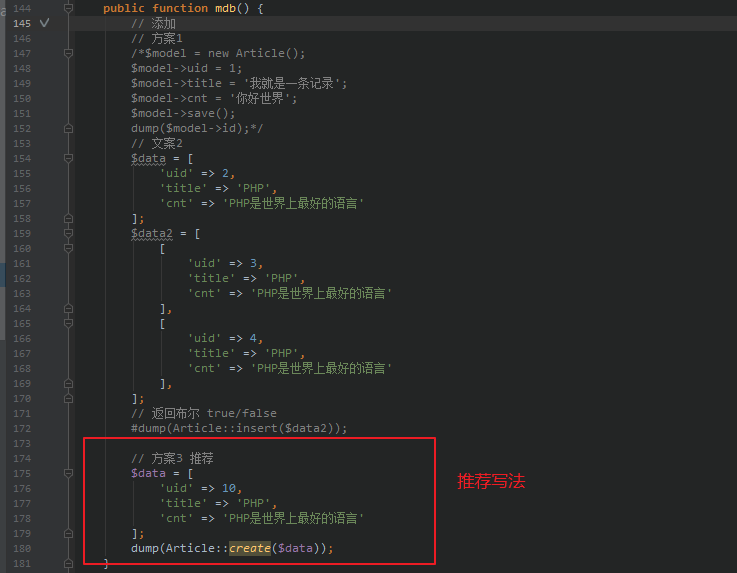 144 public function mdb() {
145 // 添加
146 // 方案1
147 /*$model = new Article();
148 $model->uid = 1;
149 $model->title = '我就是一条记录';
150 $model->cnt = '你好世界';
151 $model->save();
152 dump($model->id);*/
153 // 文案2
154 $data = [
155 'uid' => 2,
156 'title' => 'PHP',
157 'cnt' => 'PHP是世界上最好的语言'
158 ];
159 $data2 = [
160 [
161 'uid' => 3,
162 'title' => 'PHP',
163 'cnt' => 'PHP是世界上最好的语言'
164 ],
165 [
166 'uid' => 4,
167 'title' => 'PHP',
168 'cnt' => 'PHP是世界上最好的语言'
169 ],
170 ];
171 // 返回布尔 true/false
172 #dump(Article::insert($data2));
173
174 // 方案3 推荐
175 $data = [
176 'uid' => 10,
推荐写法
177 'title' => 'PHP',
178 'cnt' => 'PHP是世界上最好的语言'
179 ];
180 dump(Article::create($data));
181 }